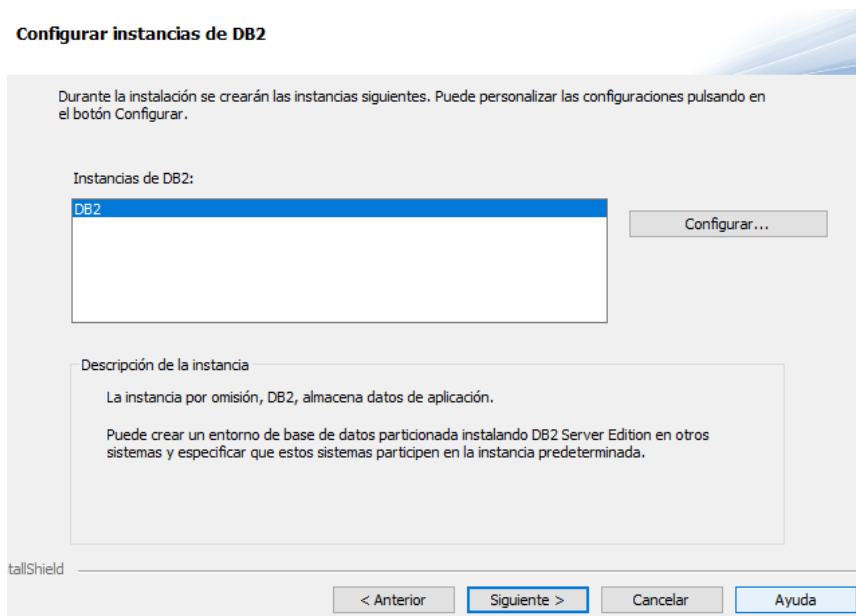 Configurar instancias de DB2
Durante la instalación se crearán las instancias siguientes. Puede personalizar las configuraciones pulsando en
el botón Configurar.
Instancias de DB2:
DB2
Configurar...
Descripción de la instancia
La instancia por omisión, DB2, almacena datos de aplicación.
Puede crear un entorno de base de datos particionada instalando DB2 Server Edition en otros
sistemas y especificar que estos sistemas participen en la instancia predeterminada.
tallShield
< Anterior
Siguiente >
Cancelar
Ayuda